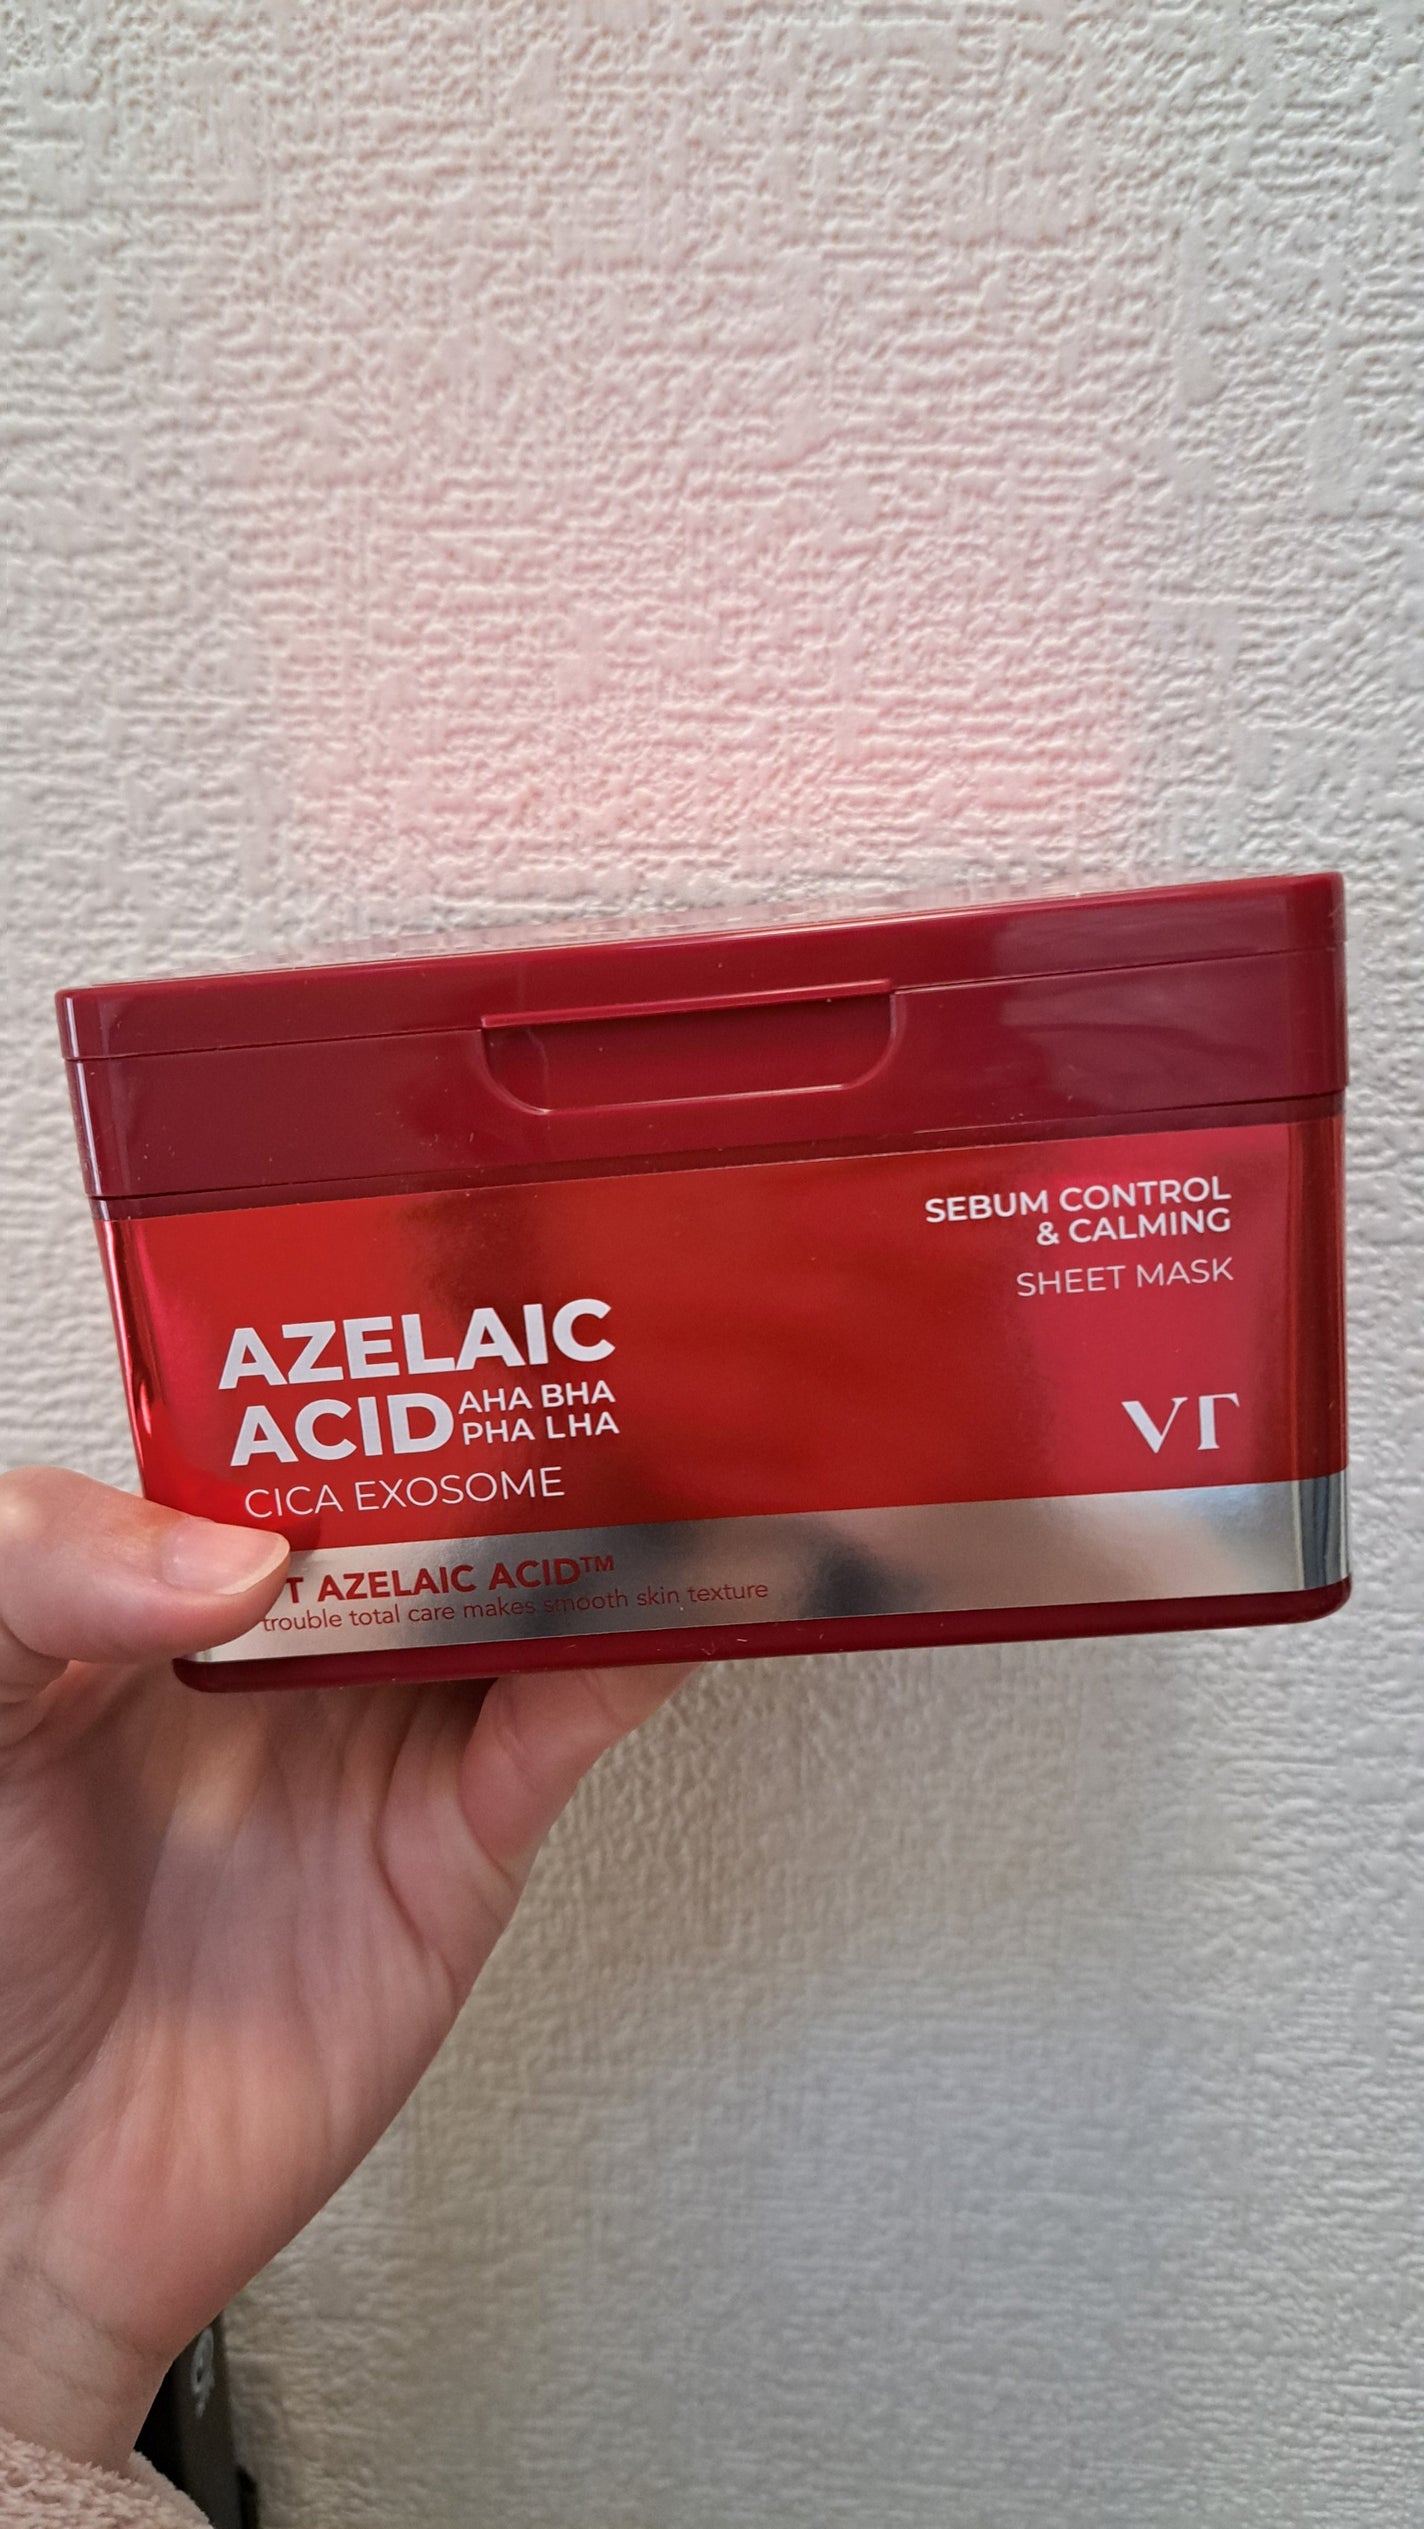 SEBUM CONTROL
& CALMING
SHEET MASK
AZELAIC
ACID AHA BHA
PHA LHA
CICA EXOSOME
VT
T AZELAIC ACID™
trouble total care makes smooth skin texture